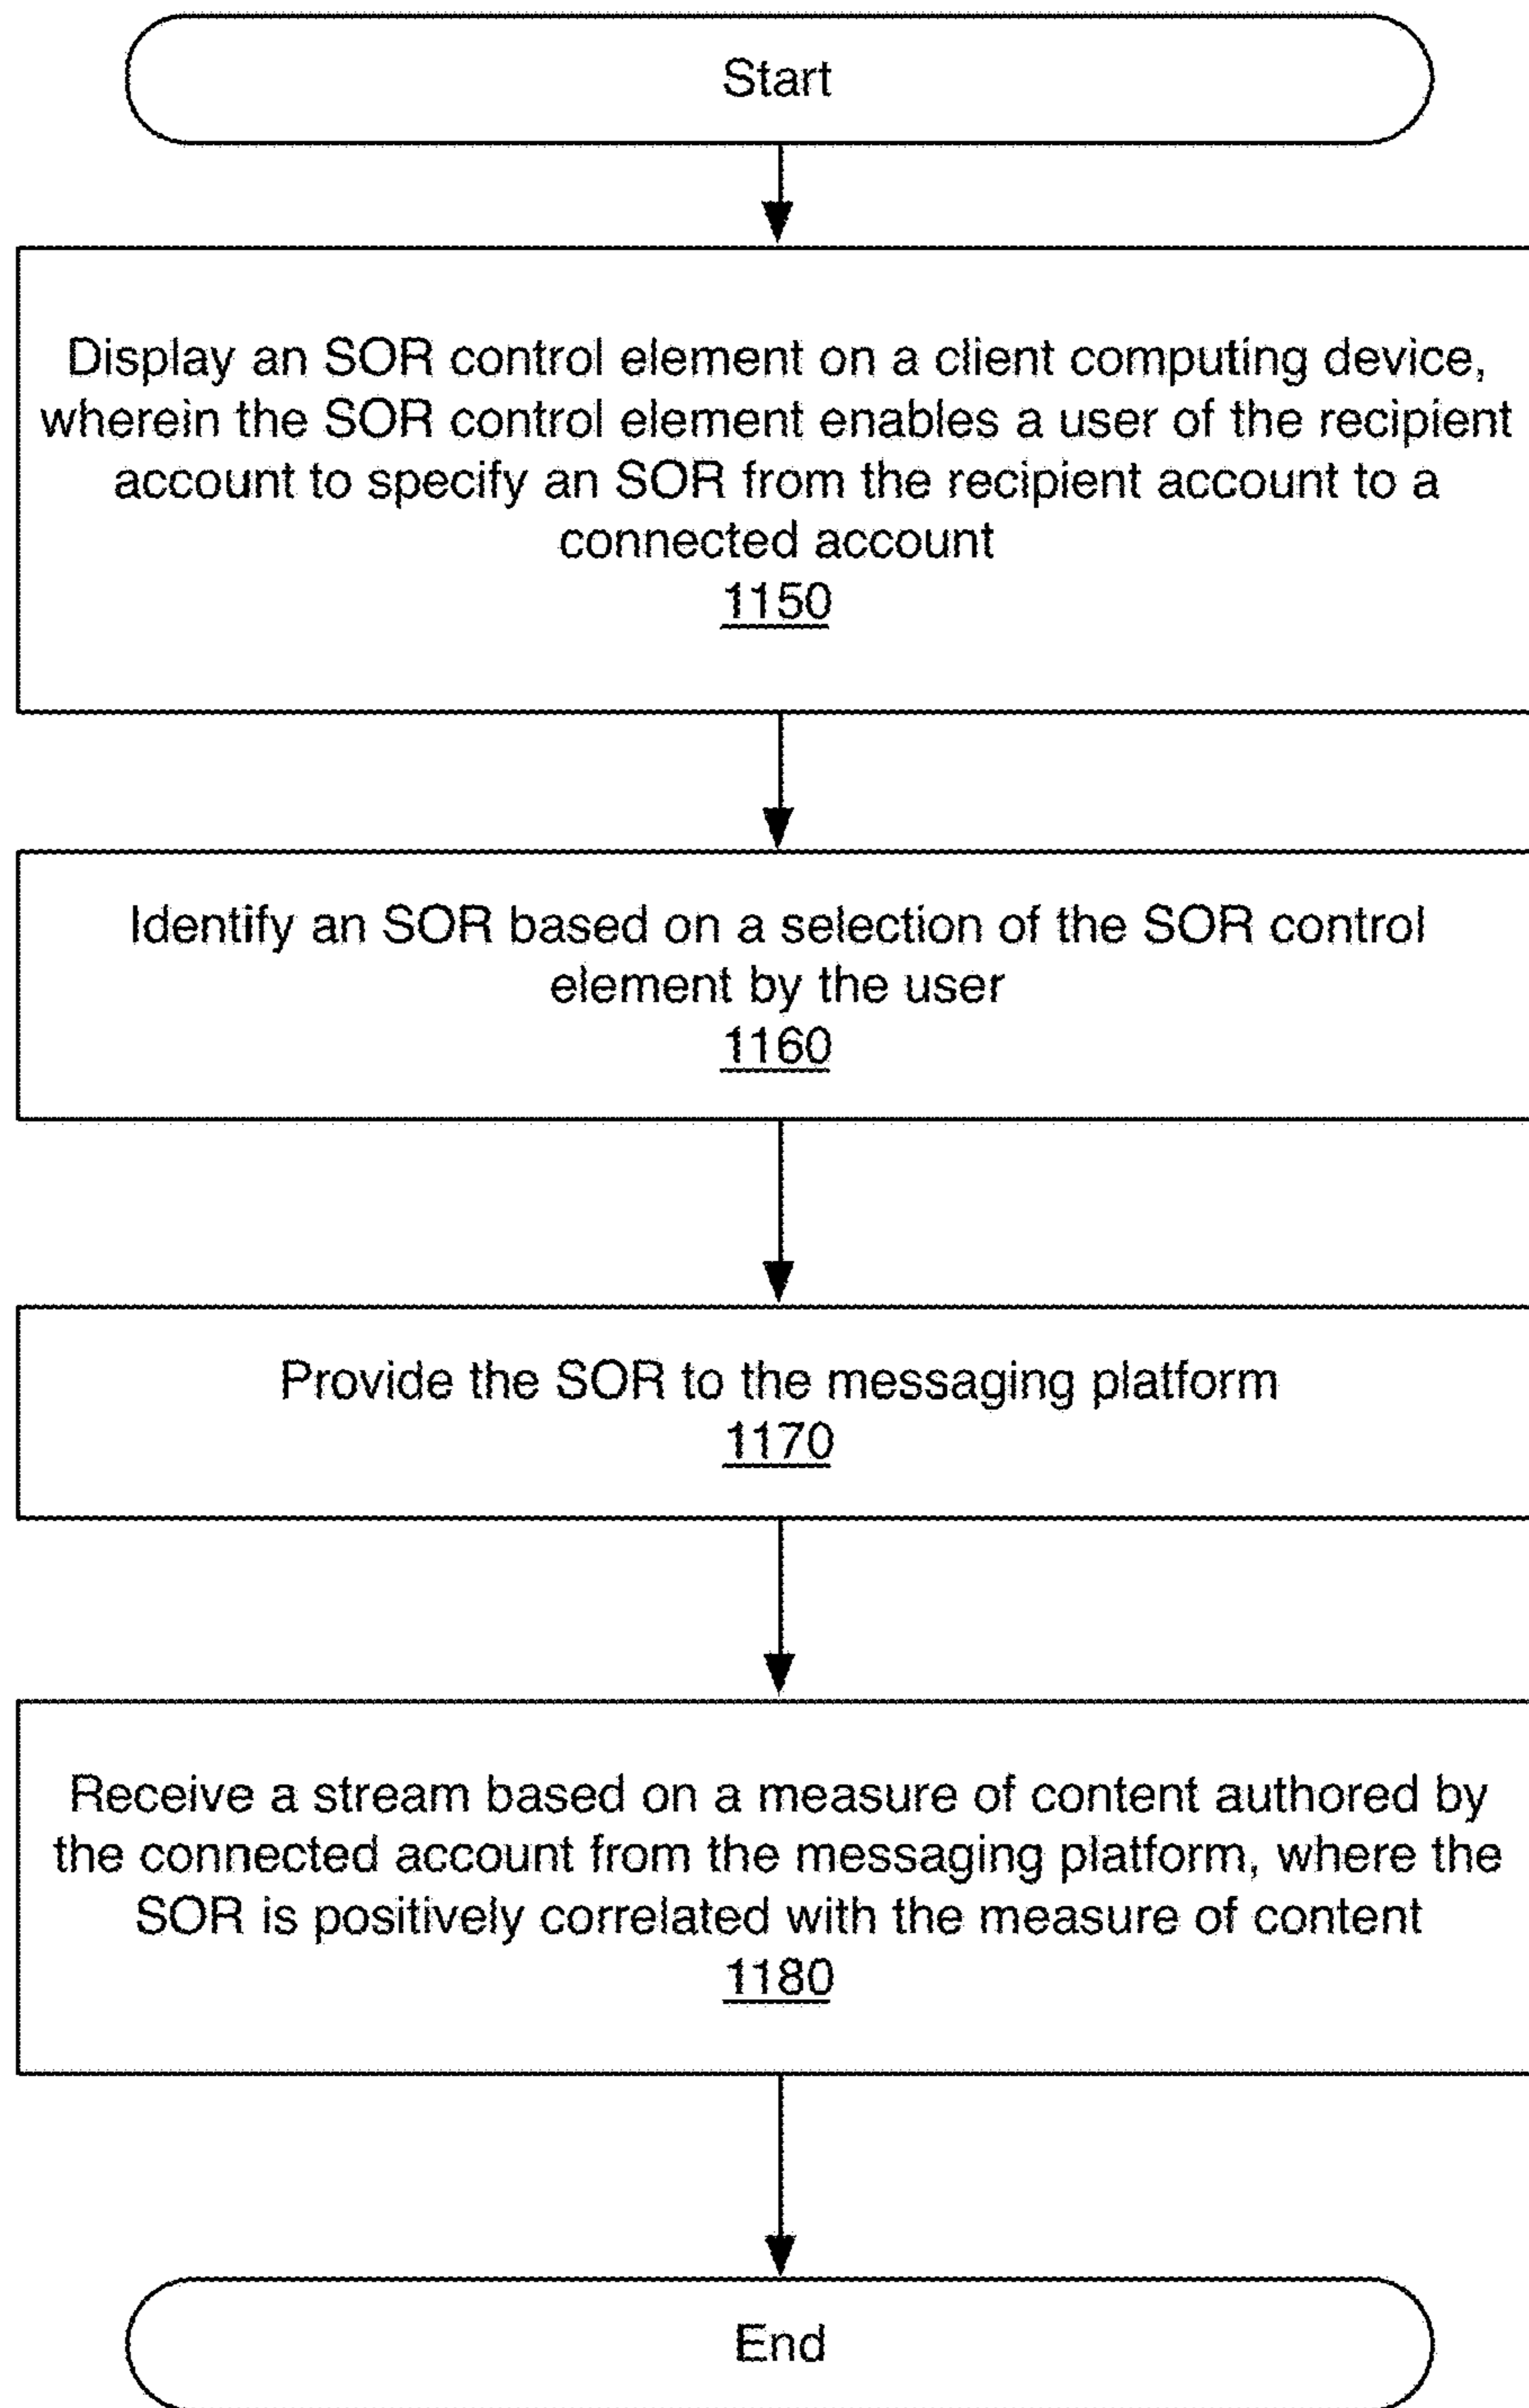 Start
Display an SOR control element on a client computing device,
wherein the SOR control element enables a user of the recipient
account to specify an SOR from the recipient account to a
connected account
1150
Identify an SOR based on a selection of the SOR control
element by the user
1160
Provide the SOR to the messaging platform
1170
Receive a stream based on a measure of content authored by
the connected account from the messaging platform, where the
SOR is positively correlated with the measure of content
1180
End